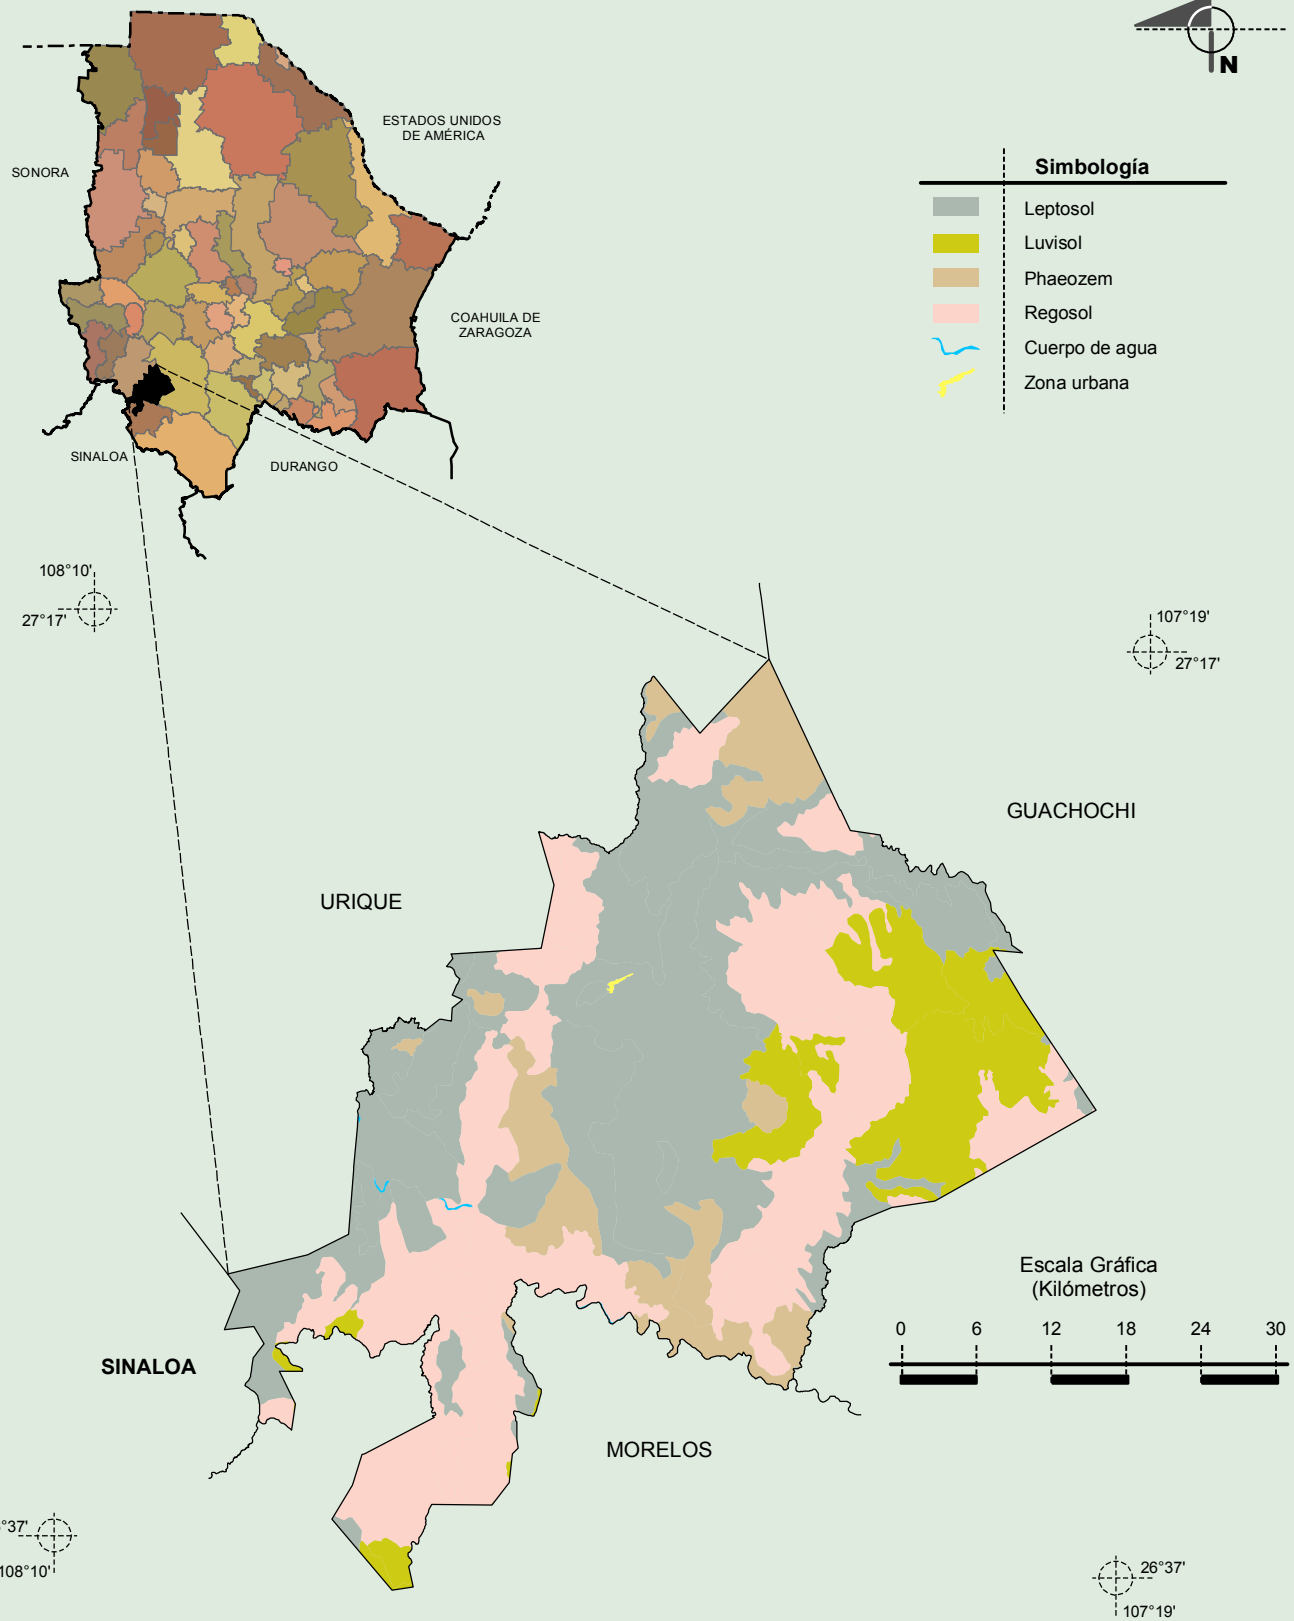 N
ESTADOS UNIDOS
DE AMÉRICA
SONORA
COAHUILA DE
ZARAGOZA
SINALOA
DURANGO
Simbología
Leptosol
Luvisol
Phaeozem
Regosol
Cuerpo de agua
Zona urbana
108°10'
27°17'
107°19'
27°17'
GUACHOCHI
URIQUE
Escala Gráfica
(Kilómetros)
0 6 12 18 24 30
SINALOA
MORELOS
°37'
108°10'
26°37'
107°19'